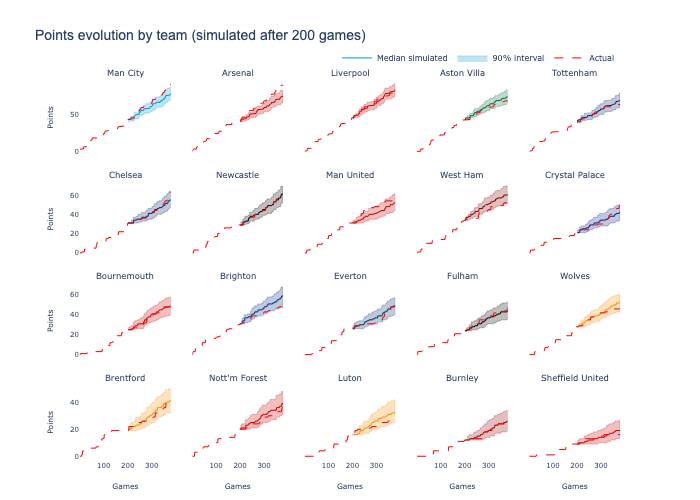 Points evolution by team (simulated after 200 games)
Median simulated 90% interval Actual
Man City Arsenal Liverpool Aston Villa Tottenham
Points
50
0
Chelsea Newcastle Man United West Ham Crystal Palace
Points
60
40
20
0
Bournemouth Brighton Everton Fulham Wolves
Points
60
40
20
0
Brentford Nott'm Forest Luton Burnley Sheffield United
Points
40
20
0
100 200 300 100 200 300 100 200 300 100 200 300 100 200 300
Games Games Games Games Games